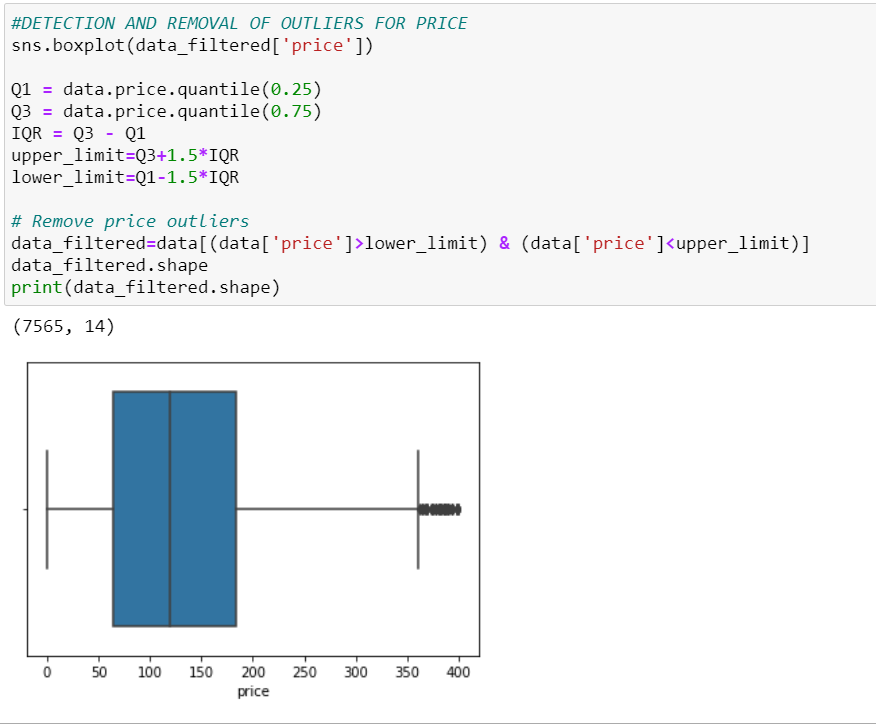 #DETECTION AND REMOVAL OF OUTLIERS FOR PRICE
sns.boxplot(data_filtered['price'])
Q1 = data.price.quantile(0.25)
Q3 = data.price.quantile(0.75)
IQR = Q3 - Q1
upper_limit=Q3+1.5*IQR
lower_limit=Q1-1.5*IQR
# Remove price outliers
data_filtered=data[(data['price']>lower_limit) & (data['price']<upper_limit)]
data_filtered.shape
print(data_filtered.shape)
(7565, 14)
0 50 100 150 200 250 300 350 400
price